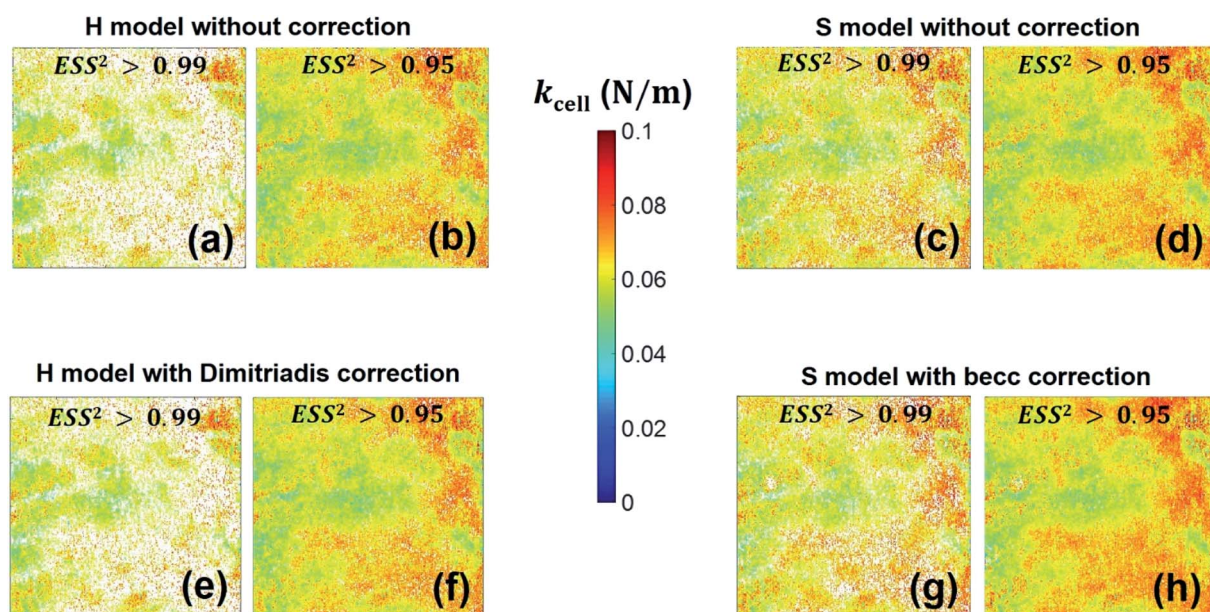 H model without correction
S model without correction
ESS² > 0.99
ESS² > 0.95
ESS² > 0.99
ESS² > 0.95
(a)
(b)
(c)
(d)
k_cell (N/m)
0.1
0.08
0.06
0.04
0.02
0
H model with Dimitriadis correction
S model with becc correction
ESS² > 0.99
ESS² > 0.95
ESS² > 0.99
ESS² > 0.95
(e)
(f)
(g)
(h)